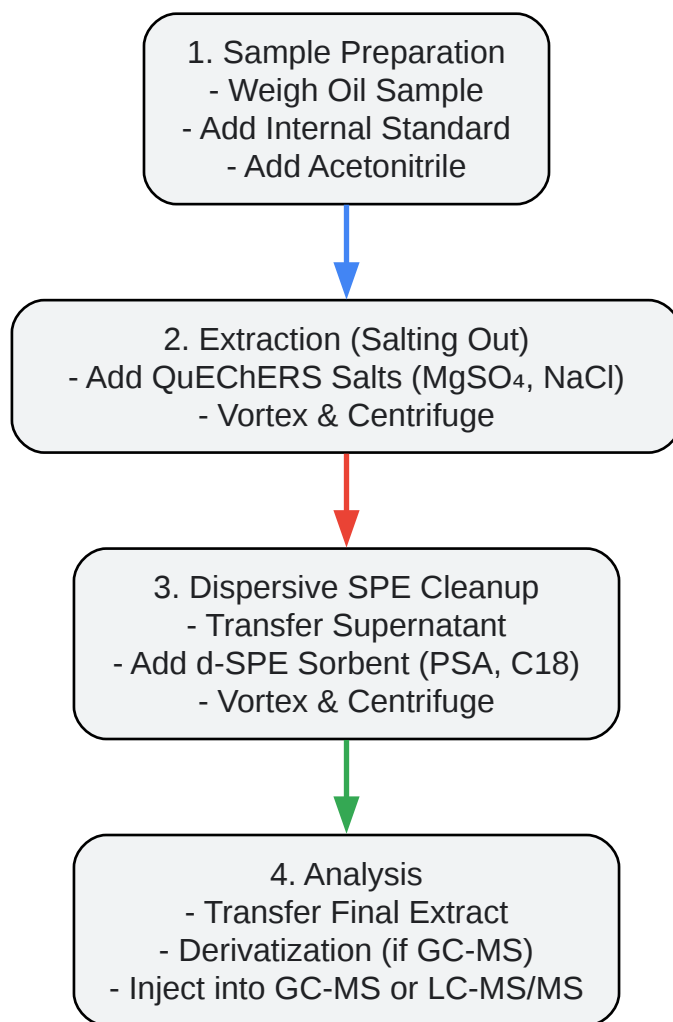 1. Sample Preparation
- Weigh Oil Sample
- Add Internal Standard
- Add Acetonitrile
2. Extraction (Salting Out)
- Add QuEChERS Salts (MgSO₄, NaCl)
- Vortex & Centrifuge
3. Dispersive SPE Cleanup
- Transfer Supernatant
- Add d-SPE Sorbent (PSA, C18)
- Vortex & Centrifuge
4. Analysis
- Transfer Final Extract
- Derivatization (if GC-MS)
- Inject into GC-MS or LC-MS/MS